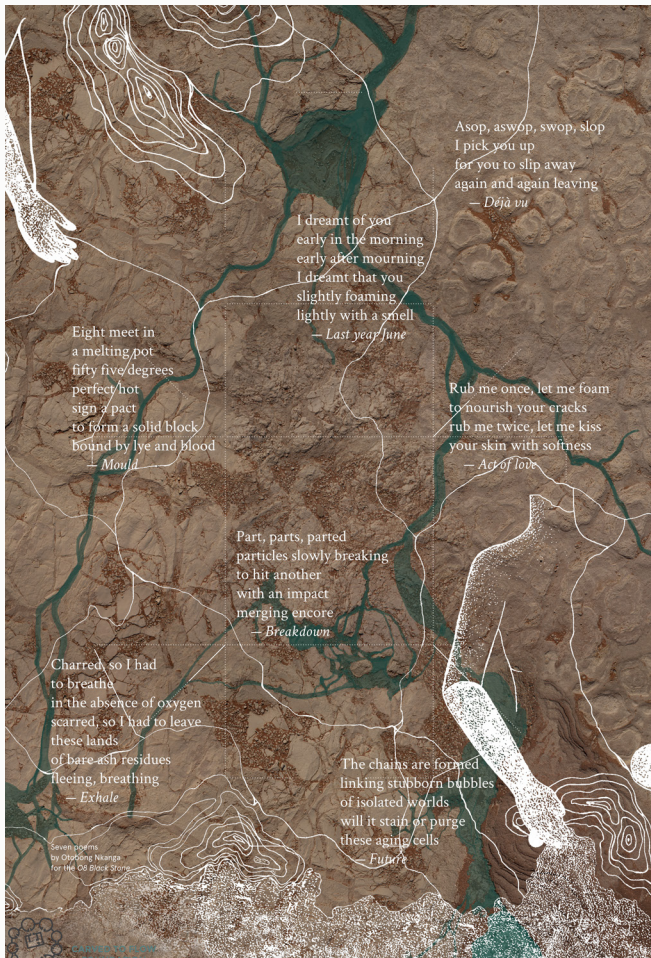 Asop, aswop, swop, slop
I pick you up
for you to slip away
again and again leaving
— Déjà vu
I dreamt of you
early in the morning
early after mourning
I dreamt that you
slightly foaming
lightly with a smell
— Last year June
Eight meet in
a melting pot
fifty five degrees
perfect hot
sign a pact
to form a solid block
bound by lye and blood
— Mould
Rub me once, let me foam
to nourish your cracks
rub me twice, let me kiss
your skin with softness
— Act of love
Part, parts, parted
particles slowly breaking
to hit another
with an impact
merging encore
— Breakdown
Charred, so I had
to breathe
in the absence of oxygen
scarred, so I had to leave
these lands
of bare ash residues
fleeing, breathing
— Exhale
The chains are formed
linking stubborn bubbles
of isolated worlds
will it stain or purge
these aging cells
— Future
Seven poems
by Otobong Nkanga
for the O8 Black Stone